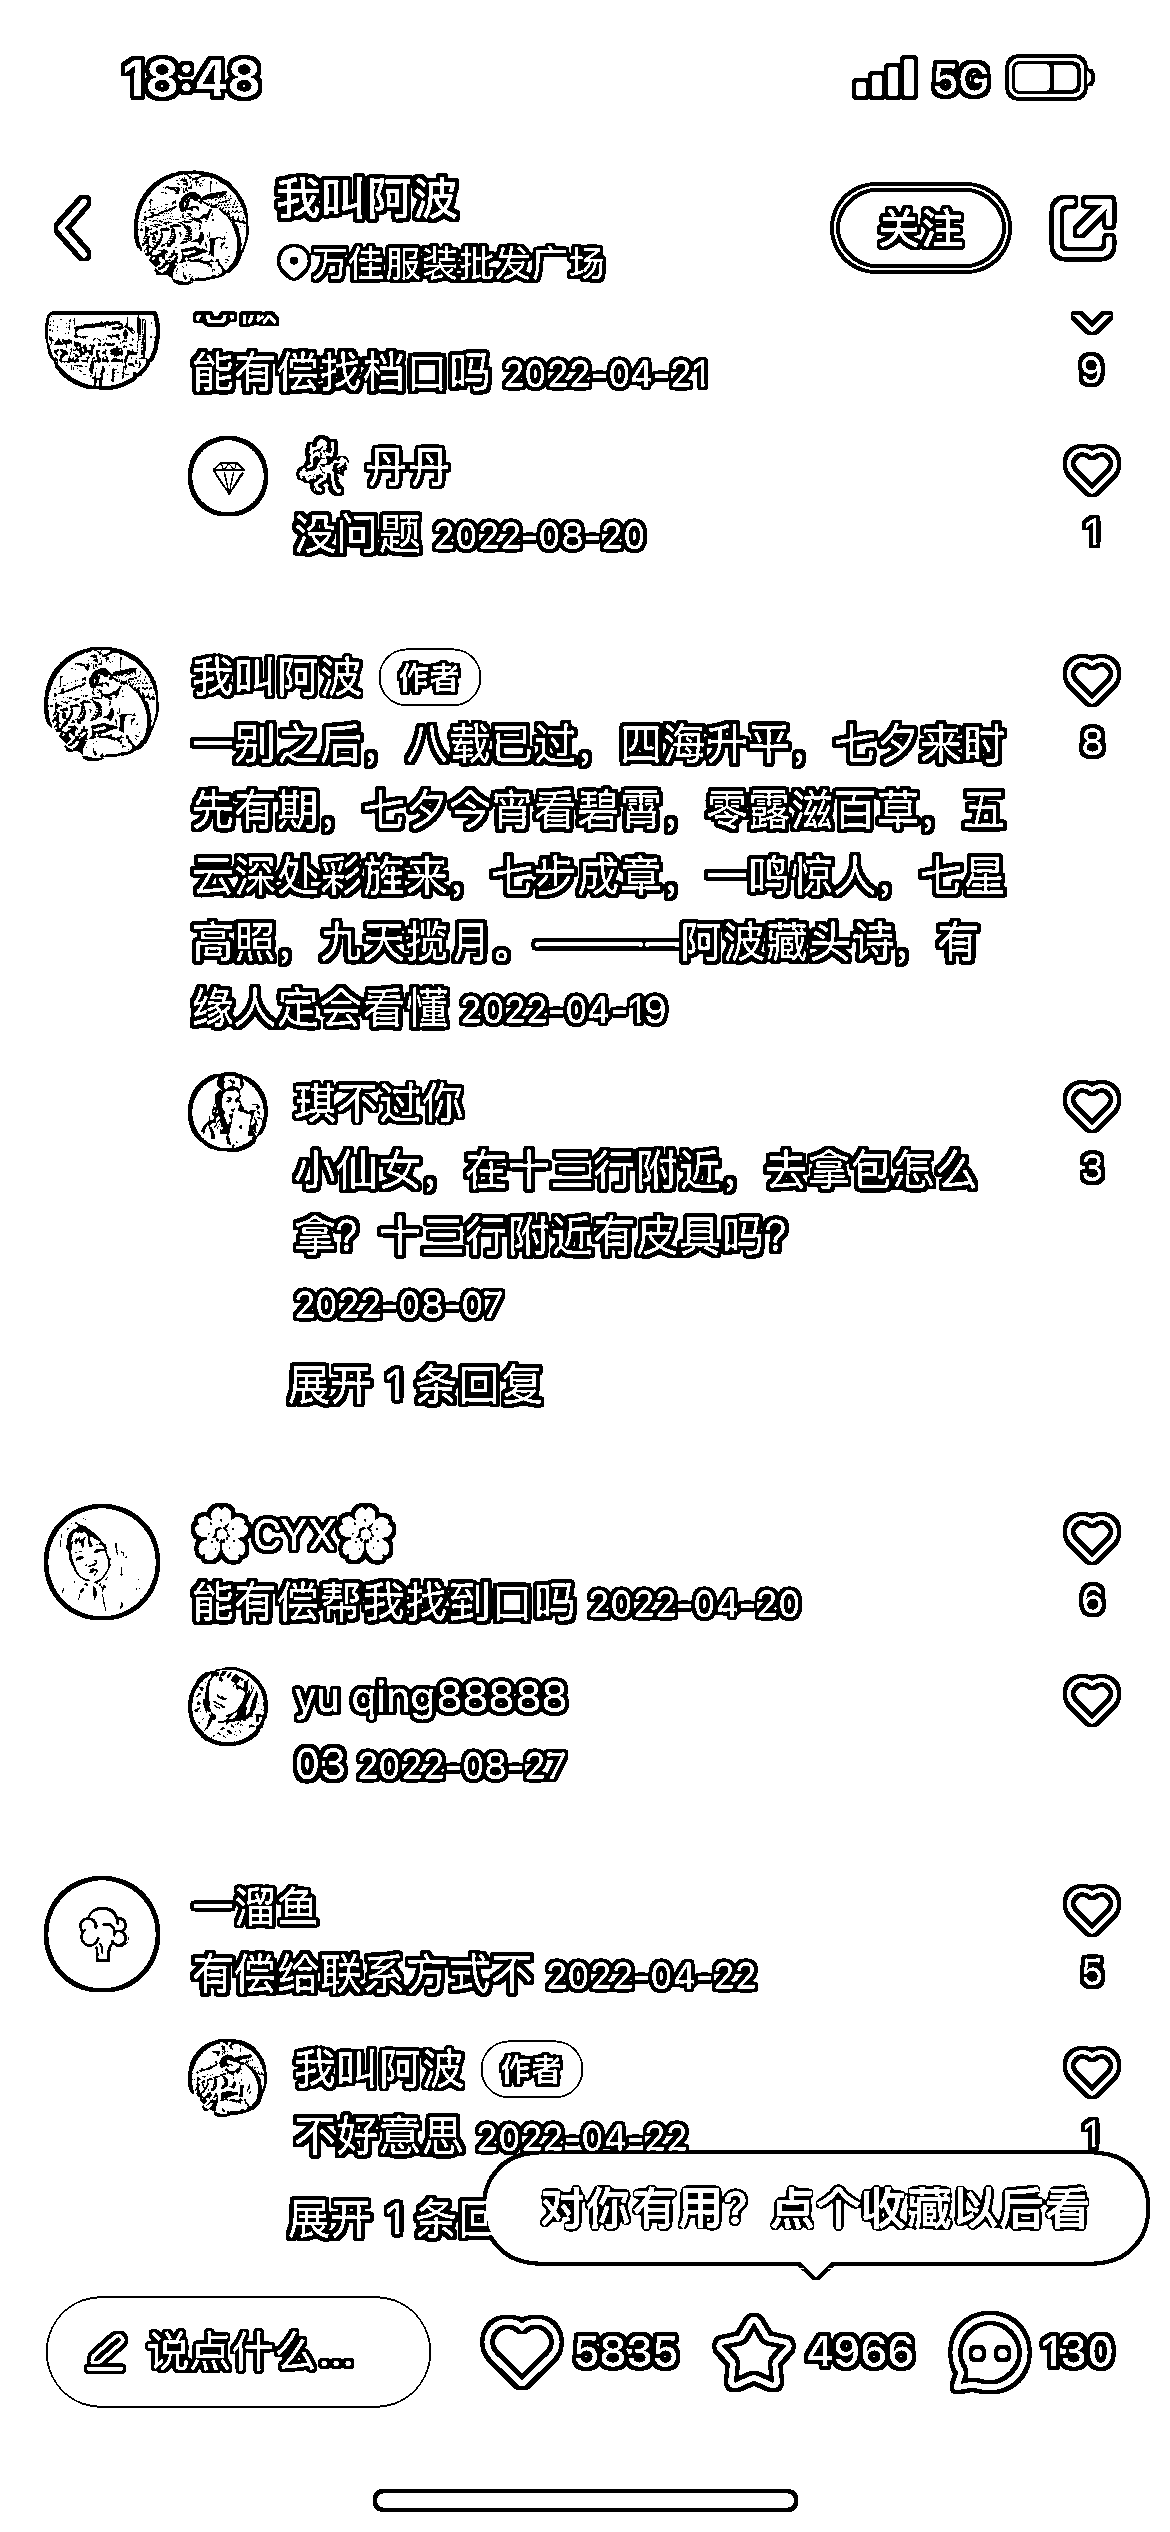 18:48
5G
我叫阿波
万佳服装批发广场
关注
能有偿找档口吗 2022-04-21
9
丹丹
没问题 2022-08-20
1
我叫阿波 作者
一别之后，八载已过，四海升平，七夕来时
8
先有期，七夕今宵看碧霄，零露滋百草，五
云深处彩旌来，七步成章，一鸣惊人，七星
高照，九天揽月。————阿波藏头诗，有
缘人定会看懂 2022-04-19
琪不过你
小仙女，在十三行附近，去拿包怎么
3
拿？十三行附近有皮具吗？
2022-08-07
展开 1 条回复
CYX
能有偿帮我找到口吗 2022-04-20
6
yu qing88888
03 2022-08-27
一溜鱼
有偿给联系方式不 2022-04-22
5
我叫阿波 作者
不好意思 2022-04-22
1
展开 1 条回
对你有用？点个收藏以后看
说点什么...
5835
4966
130